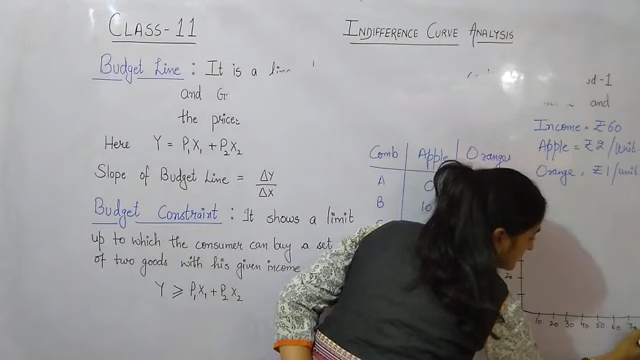 CLASS-11
INDIFFERENCE CURVE ANALYSIS
Budget Line : It is a line
and
the prices
Here Y = P₁X₁ + P₂X₂
Slope of Budget Line = ΔY/ΔX
Budget Constraint : It shows a limit
up to which the consumer can buy a set
of two goods with his given income
Y ⩾ P₁X₁ + P₂X₂
Comb Apple Oranges
A 0
B 10
and
Income = ₹60
Apple = ₹2/unit
Orange = ₹1/unit
20
10 20 30 40 50 60 70